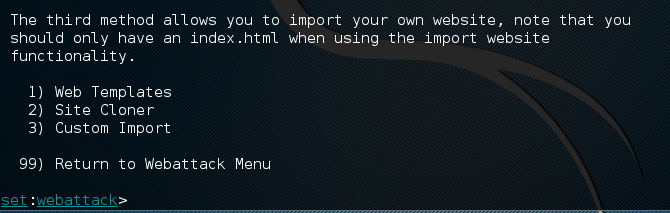 The third method allows you to import your own website, note that you
should only have an index.html when using the import website
functionality.
1) Web Templates
2) Site Cloner
3) Custom Import
99) Return to Webattack Menu
set:webattack>